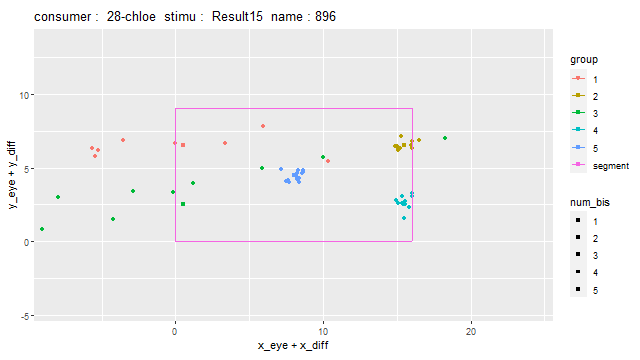 consumer :  28-chloe  stimu :  Result15  name : 896
y_eye + y_diff
10
5
0
-5
0
10
20
x_eye + x_diff
group
1
2
3
4
5
segment
num_bis
1
2
3
4
5